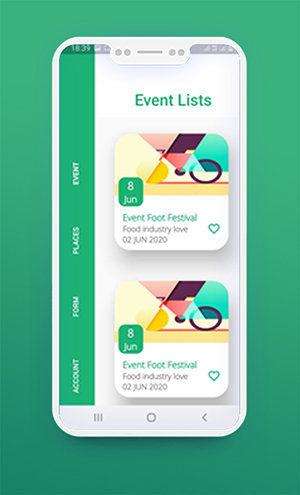 18:39
Event Lists
EVENT
PLACES
FORM
ACCOUNT
8
Jun
Event Foot Festival
Food industry love
02 JUN 2020
8
Jun
Event Foot Festival
Food industry love
02 JUN 2020